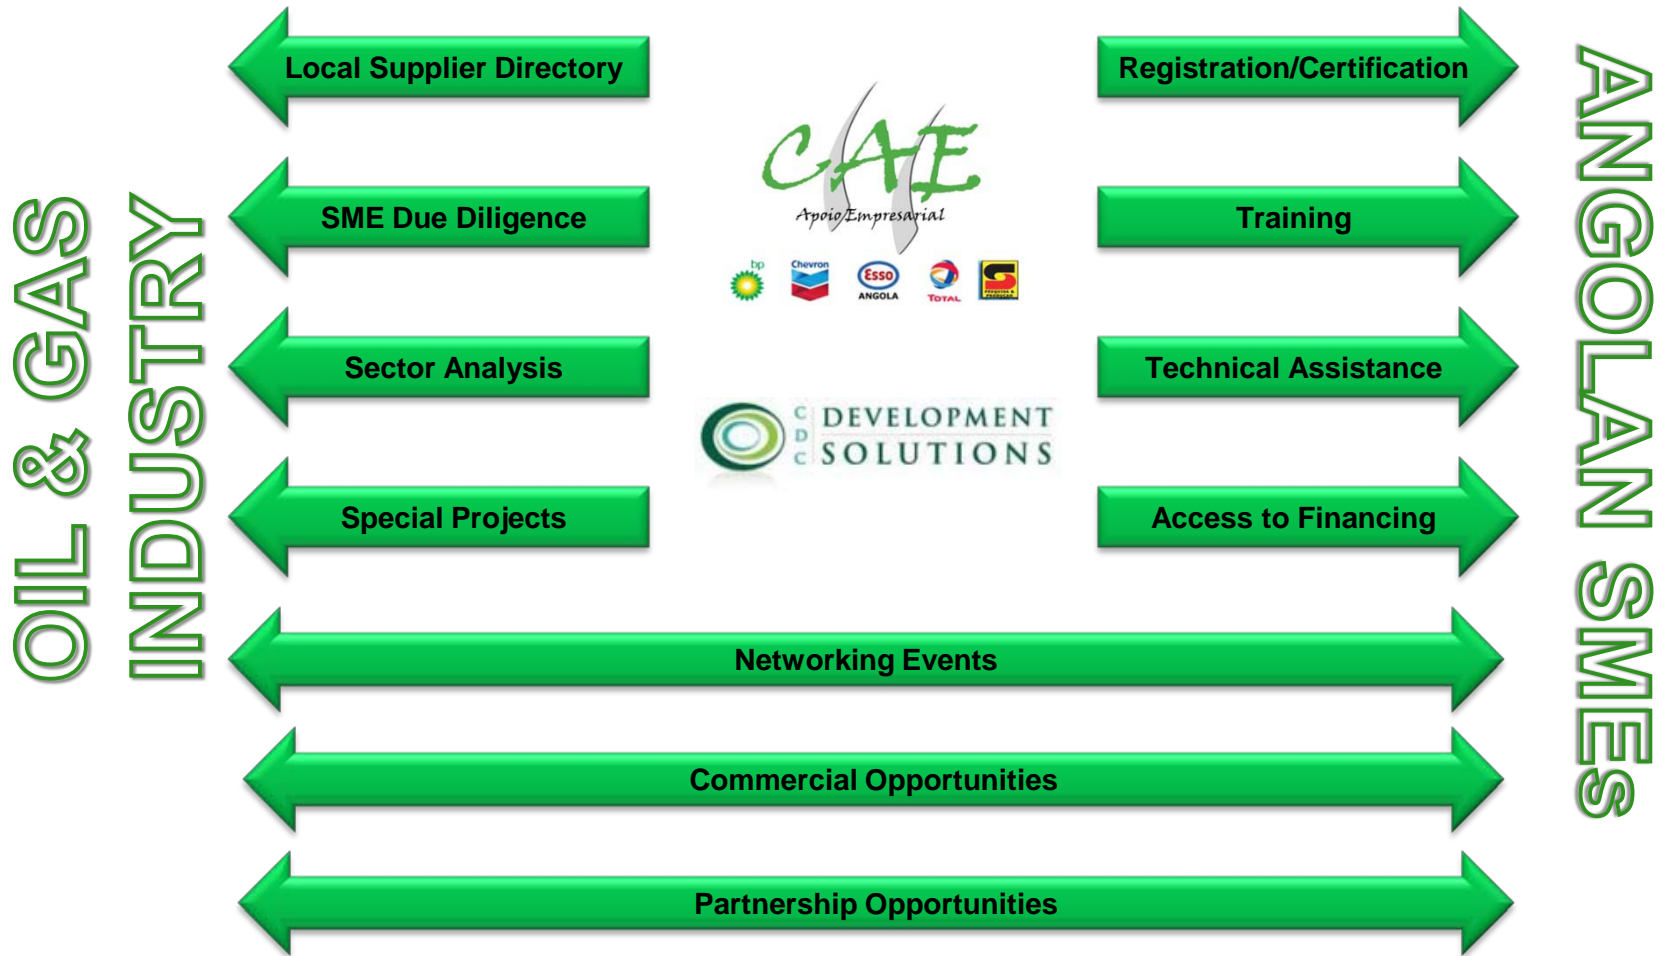 OIL & GAS
INDUSTRY
Local Supplier Directory
SME Due Diligence
Sector Analysis
Special Projects
CAE
Apoio Empresarial
bp
Chevron
Esso
ANGOLA
TOTAL
S
PESQUISA &
PRODUÇÃO
CDC
DEVELOPMENT
SOLUTIONS
Registration/Certification
Training
Technical Assistance
Access to Financing
ANGOLAN SMEs
Networking Events
Commercial Opportunities
Partnership Opportunities